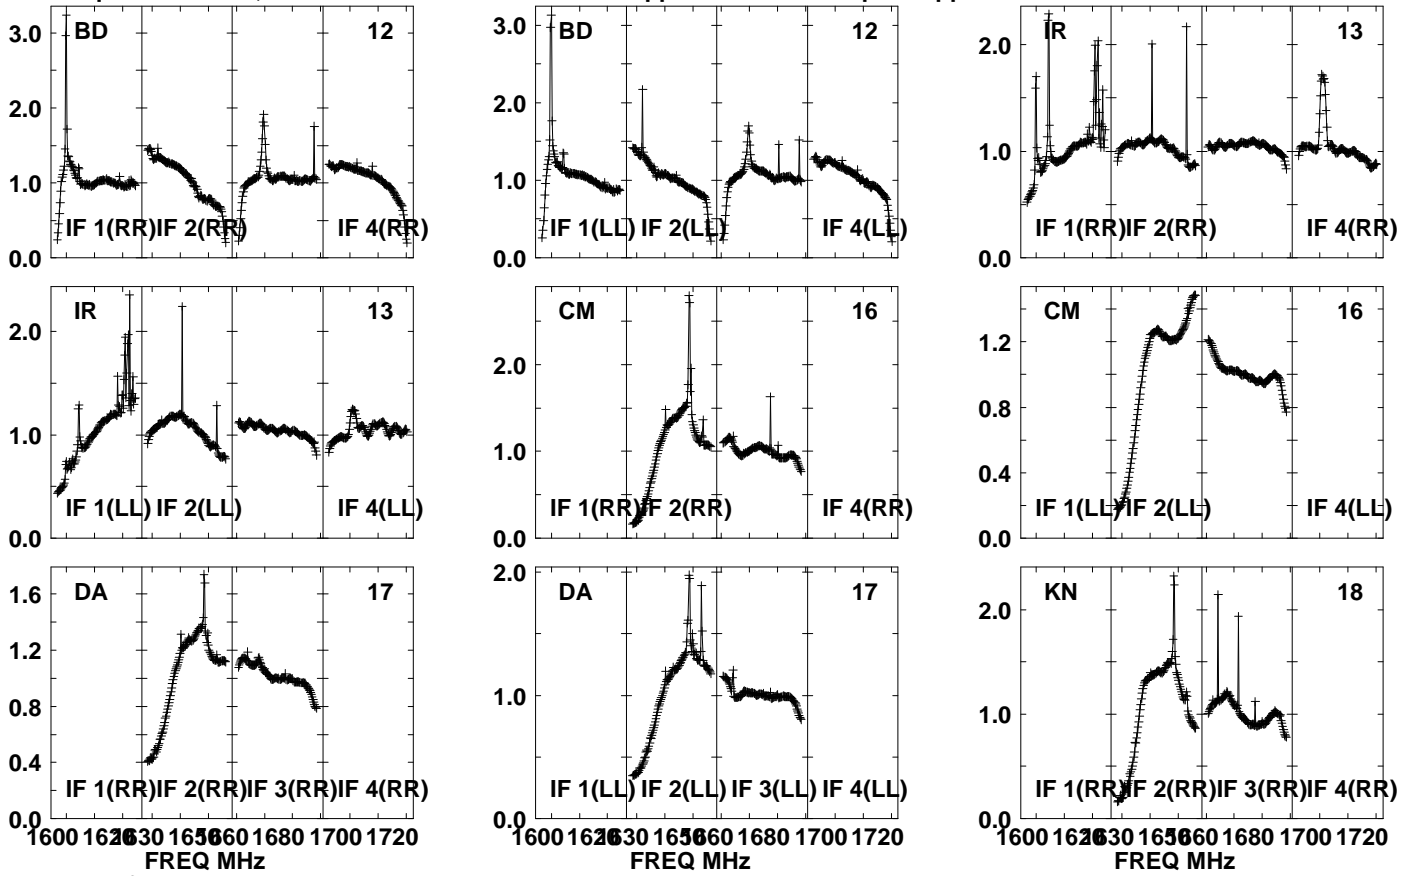 BD 12
3.0
2.0
1.0
0.0
IF 1(RR) IF 2(RR) IF 4(RR)
BD 12
3.0
2.0
1.0
0.0
IF 1(LL) IF 2(LL) IF 4(LL)
IR 13
2.0
1.0
0.0
IF 1(RR) IF 2(RR) IF 4(RR)
IR 13
2.0
1.0
0.0
IF 1(LL) IF 2(LL) IF 4(LL)
CM 16
2.0
1.0
0.0
IF 1(RR) IF 2(RR) IF 4(RR)
CM 16
1.2
0.8
0.4
0.0
IF 1(LL) IF 2(LL) IF 4(LL)
DA 17
1.6
1.2
0.8
0.4
0.0
IF 1(RR) IF 2(RR) IF 3(RR) IF 4(RR)
1600 1620 1630 1650 1660 1680 1700 1720
FREQ MHz
DA 17
2.0
1.0
0.0
IF 1(LL) IF 2(LL) IF 3(LL) IF 4(LL)
1600 1620 1630 1650 1660 1680 1700 1720
FREQ MHz
KN 18
2.0
1.0
0.0
IF 1(RR) IF 2(RR) IF 3(RR) IF 4(RR)
1600 1620 1630 1650 1660 1680 1700 1720
FREQ MHz